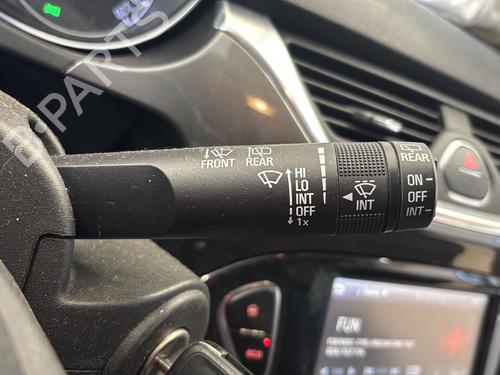 FRONT REAR
HI
LO
INT
OFF
1x
INT
REAR
ON
OFF
INT
FUN
B-PARTS